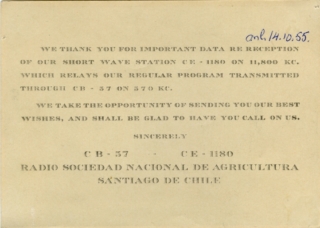 ank. 14.10.55.
WE THANK YOU FOR IMPORTANT DATA RE RECEPTION
OF OUR SHORT WAVE STATION CE - 1180 ON 11,800 KC.
WHICH RELAYS OUR REGULAR PROGRAM TRANSMITTED
THROUGH CB - 57 ON 570 KC.
WE TAKE THE OPPORTUNITY OF SENDING YOU OUR BEST
WISHES, AND SHALL BE GLAD TO HAVE YOU CALL ON US.
SINCERELY
CB - 57 - CE - 1180
RADIO SOCIEDAD NACIONAL DE AGRICULTURA
SANTIAGO DE CHILE